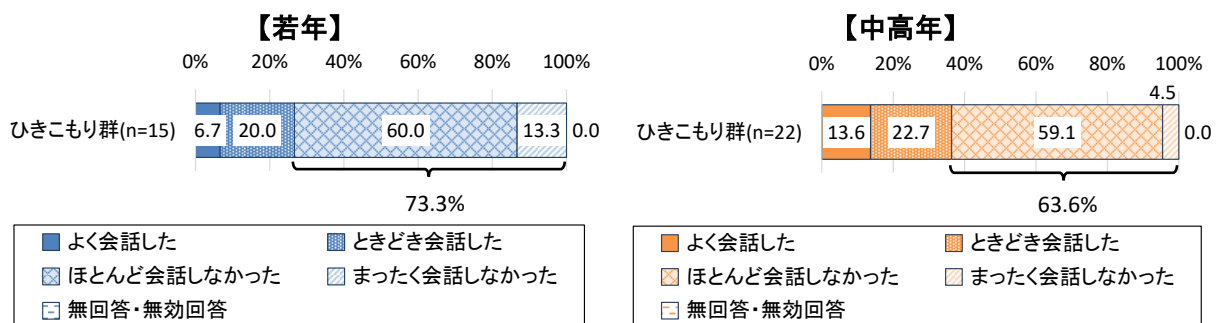 【若年】
0% 20% 40% 60% 80% 100%
ひきこもり群(n=15) 6.7 20.0 60.0 13.3 0.0
73.3%
よく会話した ときどき会話した
ほとんど会話しなかった まったく会話しなかった
無回答・無効回答
【中高年】
0% 20% 40% 60% 80% 100%
4.5
ひきこもり群(n=22) 13.6 22.7 59.1 0.0
63.6%
よく会話した ときどき会話した
ほとんど会話しなかった まったく会話しなかった
無回答・無効回答